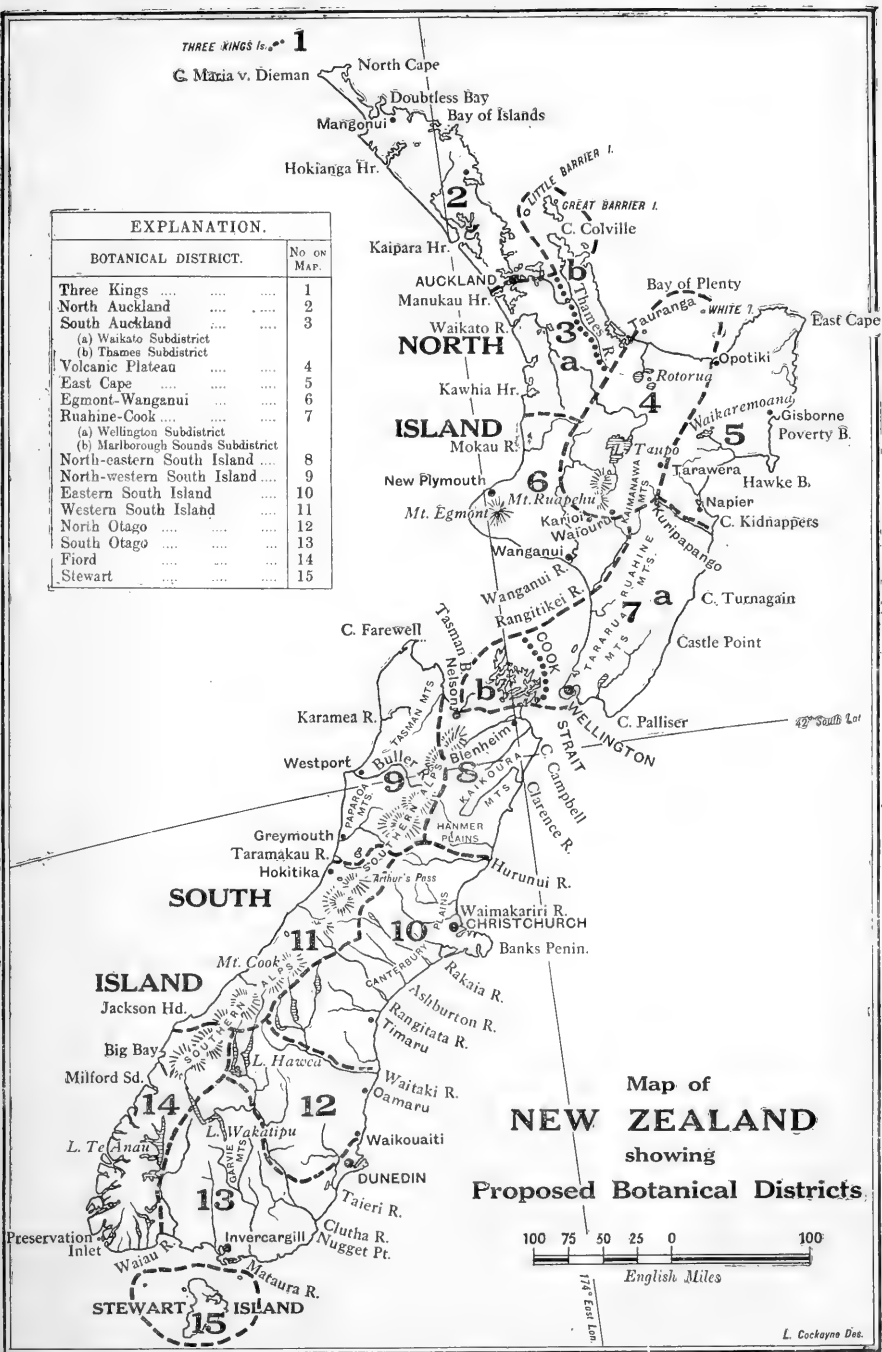 THREE KINGS Is.
1
C. Maria v. Dieman
North Cape
Doubtless Bay
Mangonui
Bay of Islands
Hokianga Hr.
2
LITTLE BARRIER I.
GREAT BARRIER I.
C. Colville
Kaipara Hr.
AUCKLAND
b
Manukau Hr.
Thames R.
Bay of Plenty
Tauranga
WHITE I.
East Cape
Waikato R.
3
NORTH
a
Opotiki
Rotorua
Kawhia Hr.
4
Waikaremoana
Gisborne
ISLAND
5
Poverty B.
Mokau R.
L. Taupo
6
Tarawera
Hawke B.
New Plymouth
Mt. Ruapehu
KAIMANAWA MTS
Napier
Mt. Egmont
Karioi
Waiouru
C. Kidnappers
Kuripapango
Wanganui
RUAHINE MTS.
Wanganui R.
Rangitikei R.
7
a
C. Turnagain
TARARUA MTS
Castle Point
C. Farewell
Tasman B.
COOK
Nelson
b
TASMAN MTS
WELLINGTON
Karamea R.
C. Palliser
STRAIT
42° South Lat
Blenheim
Westport
Buller R.
9
8
ALPS
KAIKOURA MTS
C. Campbell
PAPAROA MTS.
Clarence R.
SOUTHERN
HANMER PLAINS
Greymouth
Taramakau R.
Hokitika
Hurunui R.
Arthur's Pass
SOUTH
Waimakariri R.
CHRISTCHURCH
10
11
CANTERBURY PLAINS
Banks Penin.
Mt. Cook
Rakaia R.
ISLAND
SOUTHERN ALPS
Ashburton R.
Jackson Hd.
Rangitata R.
Timaru
Big Bay
L. Hawea
Milford Sd.
Waitaki R.
Oamaru
14
12
L. Wakatipu
Waikouaiti
L. Te Anau
GARVIE MTS
DUNEDIN
13
Taieri R.
Preservation
Inlet
Invercargill
Clutha R.
Nugget Pt.
Waiau R.
Mataura R.
STEWART ISLAND
15
EXPLANATION.
BOTANICAL DISTRICT. No ON MAP.
Three Kings .... .... .... 1
North Auckland .... .... 2
South Auckland .... .... 3
(a) Waikato Subdistrict
(b) Thames Subdistrict
Volcanic Plateau .... .... 4
East Cape .... .... .... 5
Egmont-Wanganui ... .... 6
Ruahine-Cook .... .... .... 7
(a) Wellington Subdistrict
(b) Marlborough Sounds Subdistrict
North-eastern South Island .... 8
North-western South Island .... 9
Eastern South Island .... 10
Western South Island .... 11
North Otago .... .... .... 12
South Otago .... .... ... 13
Fiord .... .... .... 14
Stewart .... .... .... 15
Map of
NEW ZEALAND
showing
Proposed Botanical Districts
100 75 50 25 0 100
English Miles
174° East Lon.
L. Cockayne Des.